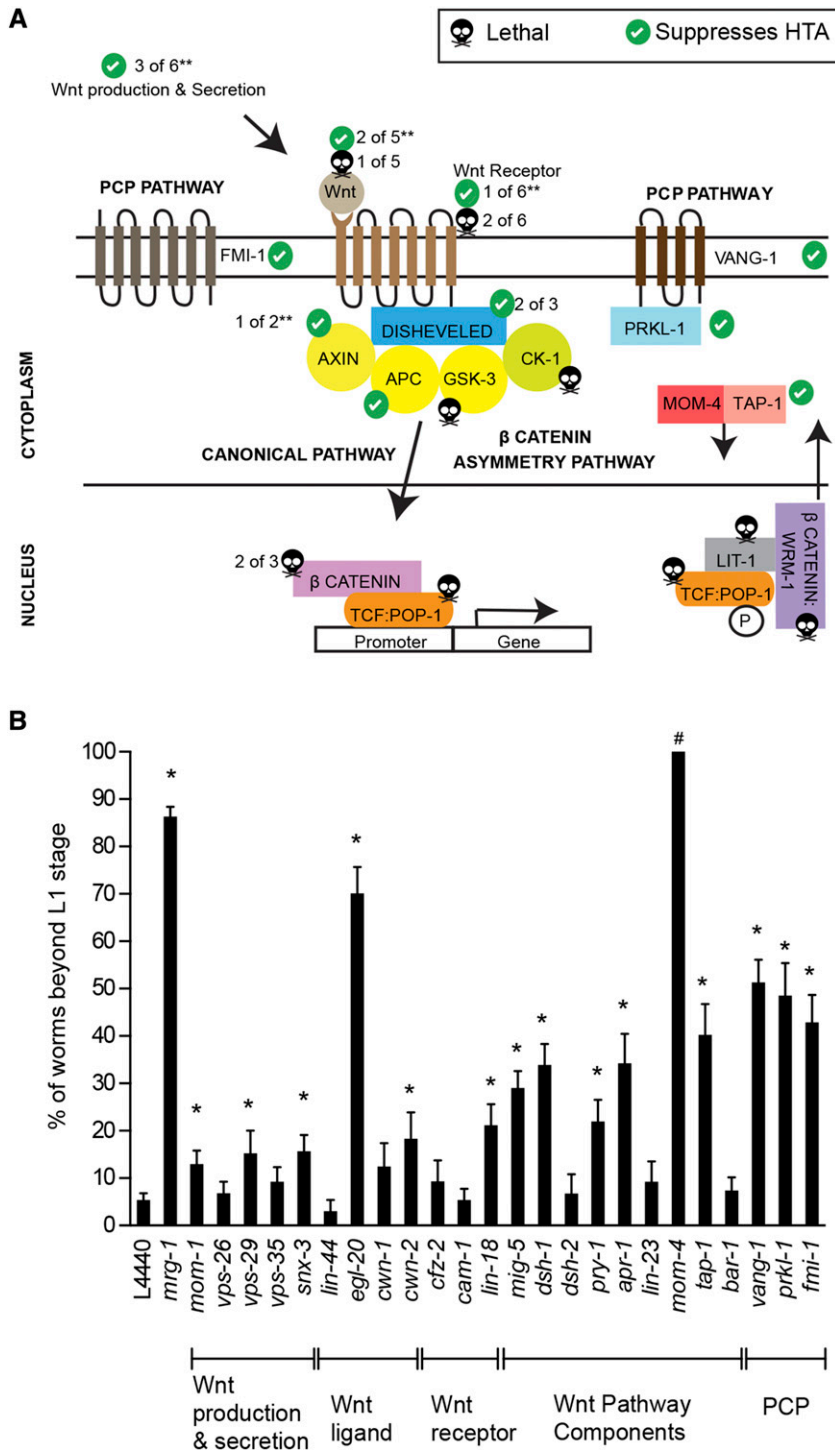 A
Lethal
Suppresses HTA
3 of 6**
Wnt production & Secretion
2 of 5**
1 of 5
Wnt
Wnt Receptor
1 of 6**
2 of 6
PCP PATHWAY
PCP PATHWAY
FMI-1
VANG-1
1 of 2**
DISHEVELED
2 of 3
PRKL-1
AXIN
APC
GSK-3
CK-1
MOM-4
TAP-1
CYTOPLASM
CANONICAL PATHWAY
β CATENIN
ASYMMETRY PATHWAY
NUCLEUS
2 of 3
β CATENIN
TCF:POP-1
Promoter
Gene
LIT-1
TCF:POP-1
P
β CATENIN:
WRM-1
B
% of worms beyond L1 stage
100
90
80
70
60
50
40
30
20
10
0
* * * * * * * * * * * * # * * * *
L4440
mrg-1
mom-1
vps-26
vps-29
vps-35
snx-3
lin-44
egl-20
cwn-1
cwn-2
cfz-2
cam-1
lin-18
mig-5
dsh-1
dsh-2
pry-1
apr-1
lin-23
mom-4
tap-1
bar-1
vang-1
prkl-1
fmi-1
Wnt
production
& secretion
Wnt
ligand
Wnt
receptor
Wnt Pathway
Components
PCP